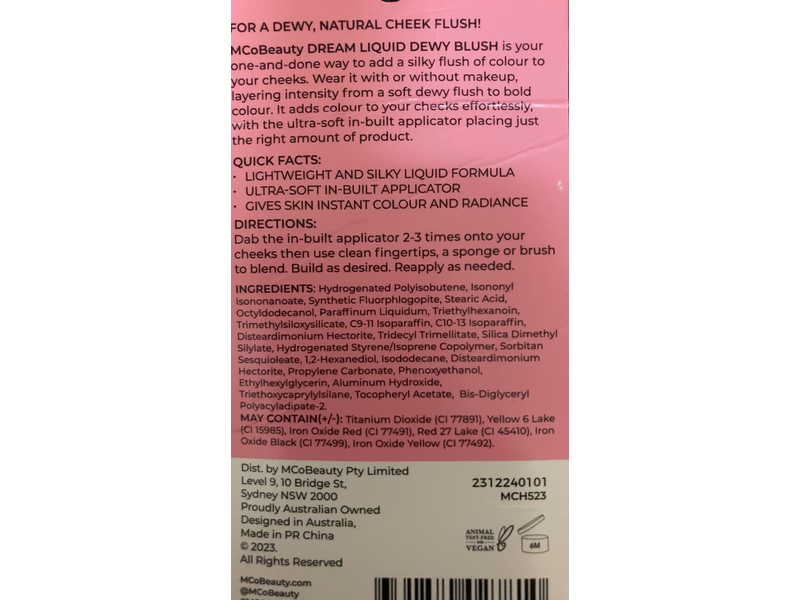 FOR A DEWY, NATURAL CHEEK FLUSH!
MCoBeauty DREAM LIQUID DEWY BLUSH is your
one-and-done way to add a silky flush of colour to
your cheeks. Wear it with or without makeup,
layering intensity from a soft dewy flush to bold
colour. It adds colour to your cheeks effortlessly,
with the ultra-soft in-built applicator placing just
the right amount of product.
QUICK FACTS:
• LIGHTWEIGHT AND SILKY LIQUID FORMULA
• ULTRA-SOFT IN-BUILT APPLICATOR
• GIVES SKIN INSTANT COLOUR AND RADIANCE
DIRECTIONS:
Dab the in-built applicator 2-3 times onto your
cheeks then use clean fingertips, a sponge or brush
to blend. Build as desired. Reapply as needed.
INGREDIENTS: Hydrogenated Polyisobutene, Isononyl
Isononanoate, Synthetic Fluorphlogopite, Stearic Acid,
Octyldodecanol, Paraffinum Liquidum, Triethylhexanoin,
Trimethylsiloxysilicate, C9-11 Isoparaffin, C10-13 Isoparaffin,
Disteardimonium Hectorite, Tridecyl Trimellitate, Silica Dimethyl
Silylate, Hydrogenated Styrene/Isoprene Copolymer, Sorbitan
Sesquioleate, 1,2-Hexanediol, Isododecane, Disteardimonium
Hectorite, Propylene Carbonate, Phenoxyethanol,
Ethylhexylglycerin, Aluminum Hydroxide,
Triethoxycaprylylsilane, Tocopheryl Acetate, Bis-Diglyceryl
Polyacyladipate-2.
MAY CONTAIN(+/-): Titanium Dioxide (CI 77891), Yellow 6 Lake
(CI 15985), Iron Oxide Red (CI 77491), Red 27 Lake (CI 45410), Iron
Oxide Black (CI 77499), Iron Oxide Yellow (CI 77492).
Dist. by MCoBeauty Pty Limited
Level 9, 10 Bridge St,
Sydney NSW 2000
Proudly Australian Owned
Designed in Australia,
Made in PR China
© 2023.
All Rights Reserved
2312240101
MCH523
ANIMAL
TEST-FREE
VEGAN
6M
MCoBeauty.com
@MCoBeauty